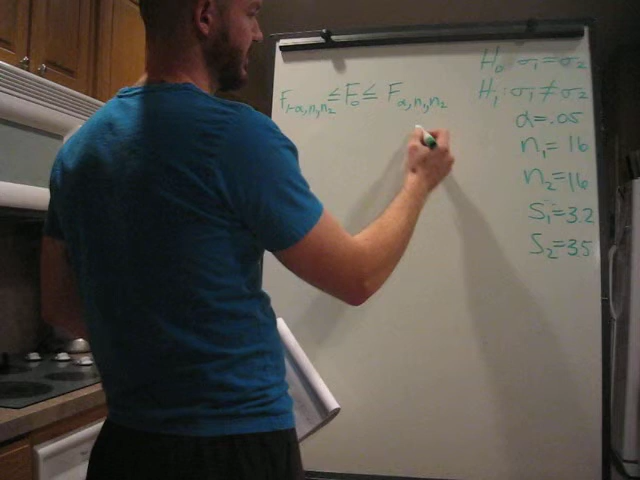 F1-α,n1,n2 ≤ F0 ≤ Fα,n1,n2
H0 σ1=σ2
H1: σ1≠σ2
α=.05
n1=16
n2=16
S1=3.2
S2=3.5